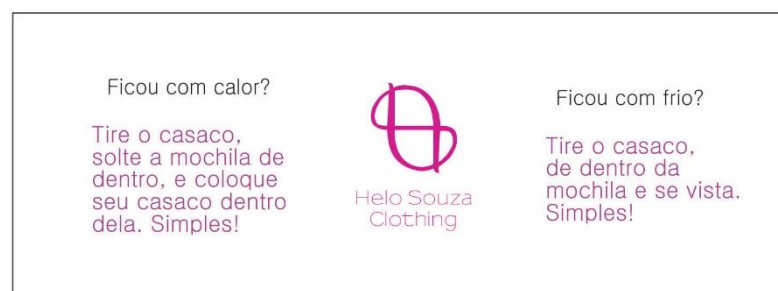 Ficou com calor?
Tire o casaco,
solte a mochila de
dentro, e coloque
seu casaco dentro
dela. Simples!
Helo Souza
Clothing
Ficou com frio?
Tire o casaco,
de dentro da
mochila e se vista.
Simples!